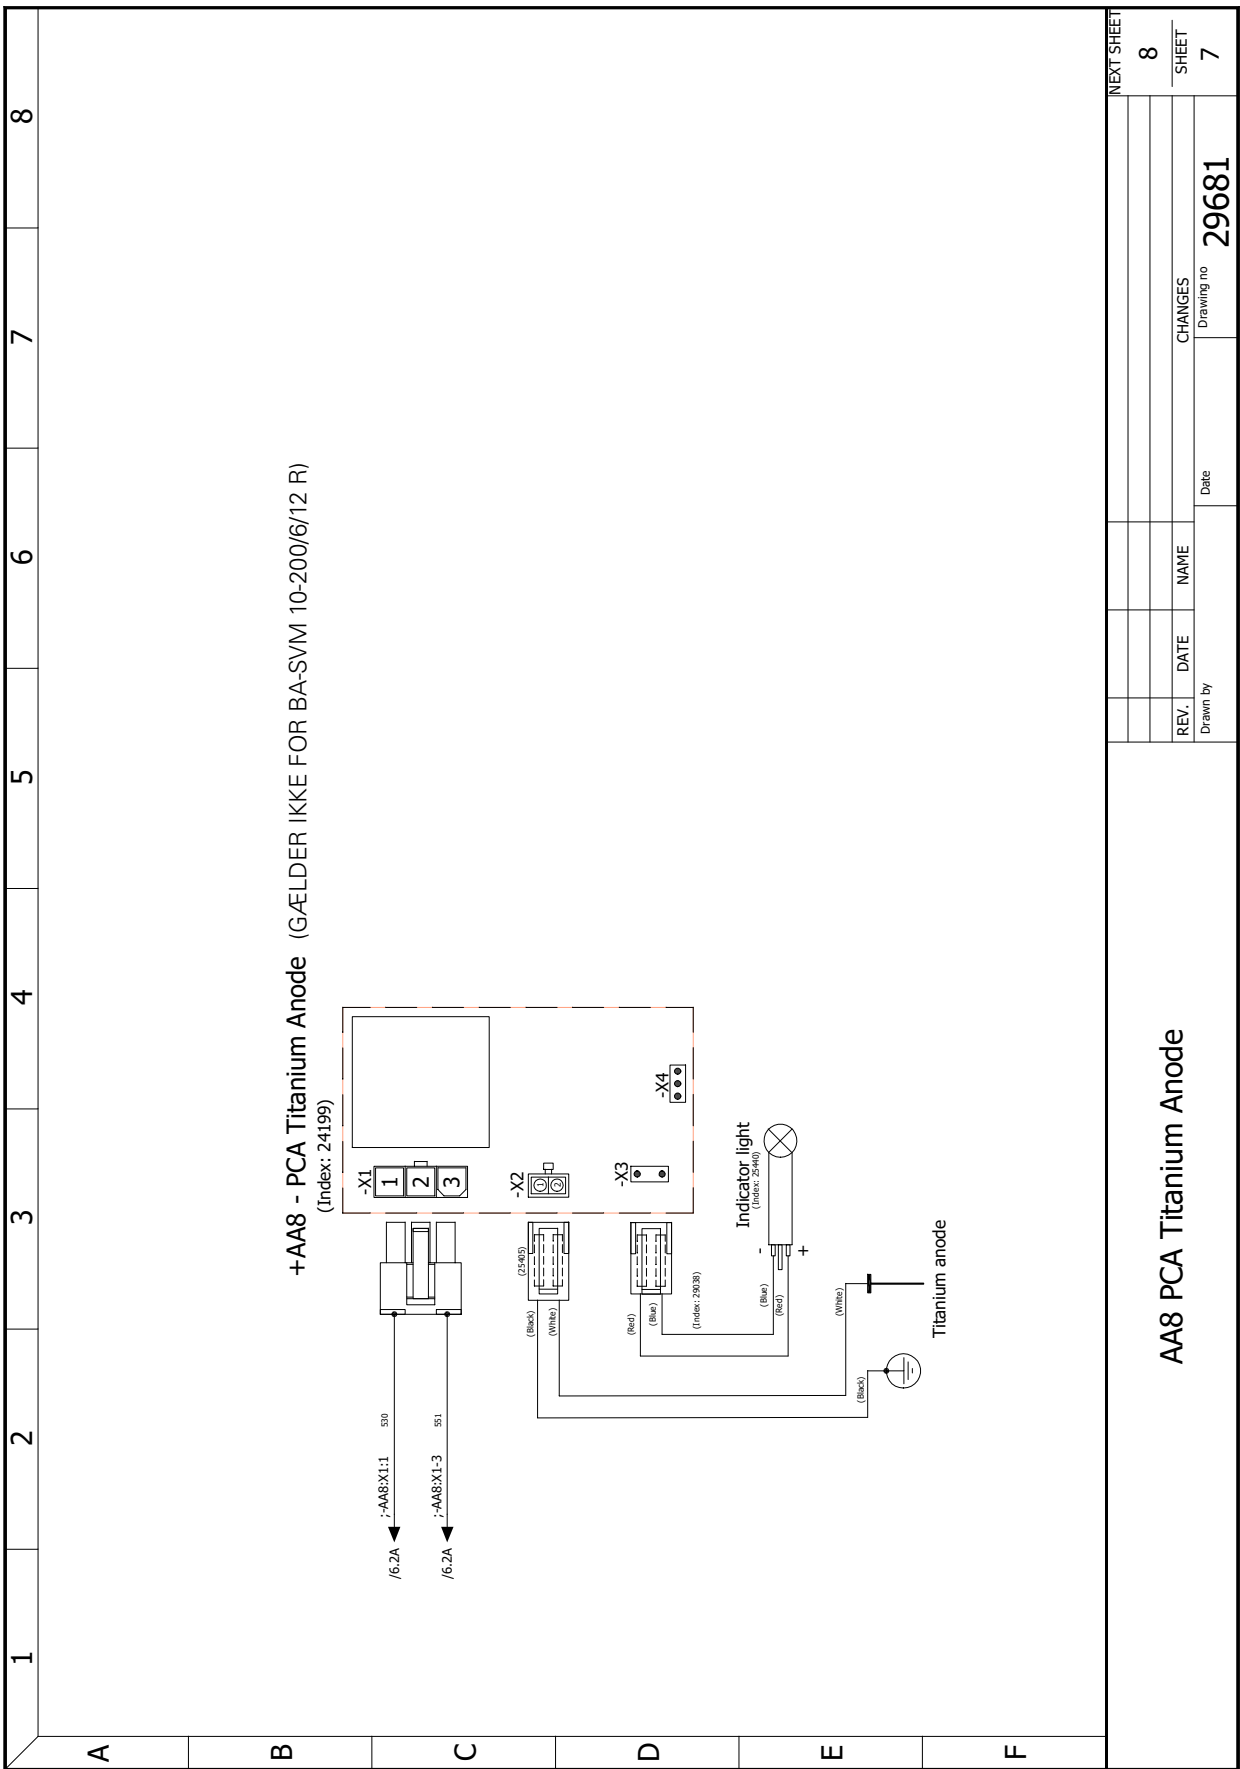 1
2
3
4
5
6
7
8
A
B
C
D
E
F
+AA8 - PCA Titanium Anode (GÆLDER IKKE FOR BA-SVM 10-200/6/12 R)
(Index: 24199)
-X1
1
2
3
/6.2A
;-AA8:X1:1
530
/6.2A
;-AA8:X1-3
551
-X2
1
2
(25405)
(Black)
(White)
-X3
-X4
(Red)
(Blue)
(Index: 29038)
Indicator light
(Index: 25440)
-
+
(Blue)
(Red)
(White)
(Black)
Titanium anode
AA8 PCA Titanium Anode
REV.
DATE
NAME
CHANGES
Drawn by
Date
Drawing no
29681
NEXT SHEET
8
SHEET
7